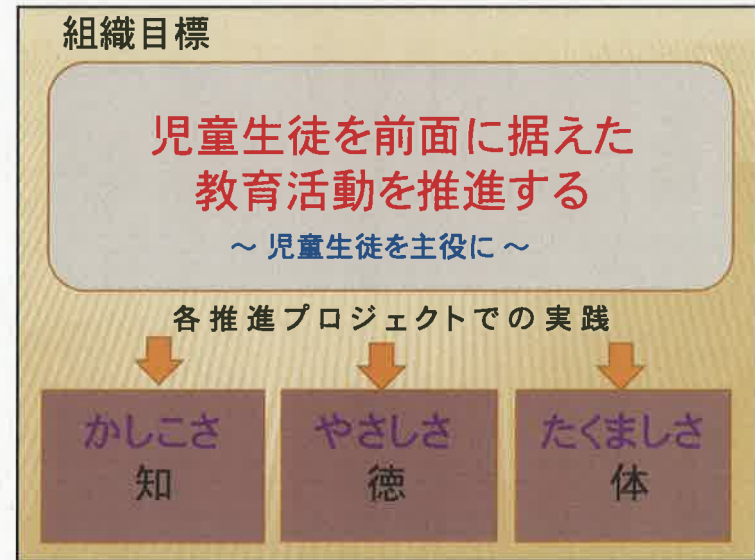 組織目標
児童生徒を前面に据えた
教育活動を推進する
～ 児童生徒を主役に ～
各推進プロジェクトでの実践
かしこさ
知
やさしさ
徳
たくましさ
体